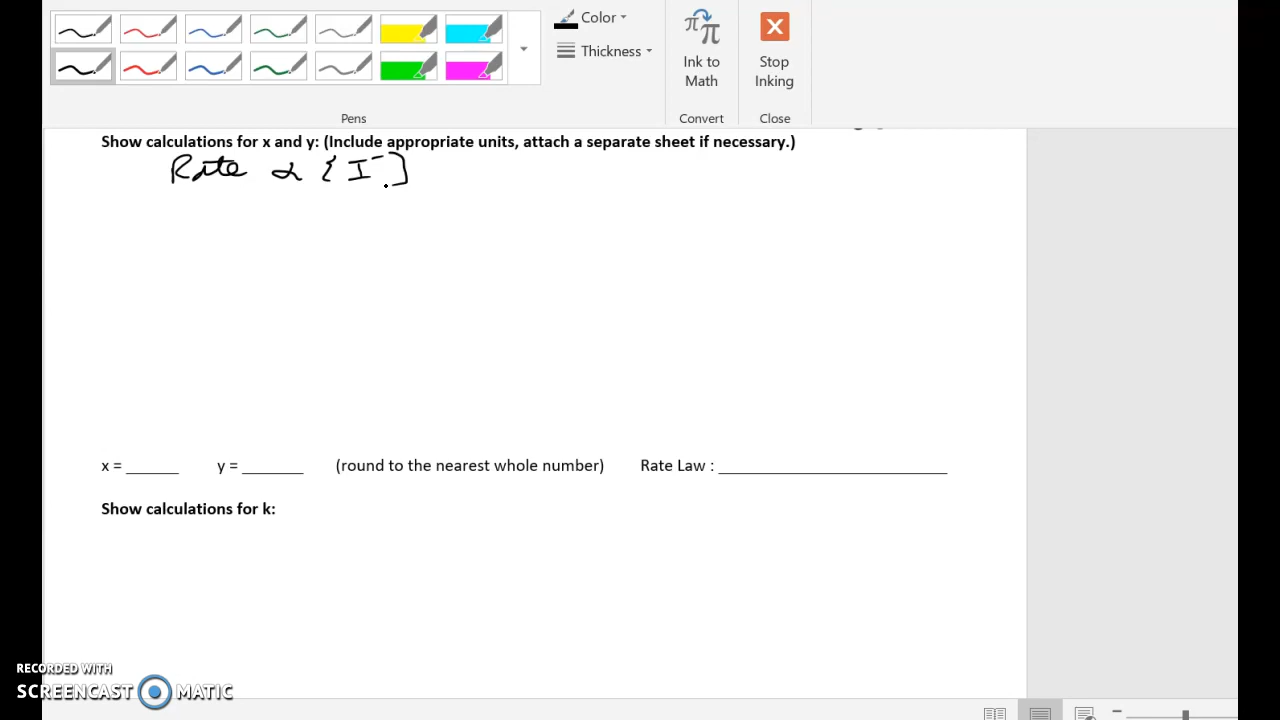 Color
Thickness
Ink to
Math
Stop
Inking
Pens
Convert
Close
Show calculations for x and y: (Include appropriate units, attach a separate sheet if necessary.)
Rate α [I⁻]
x = ______ y = _______ (round to the nearest whole number) Rate Law : __________________________
Show calculations for k:
RECORDED WITH
SCREENCAST MATIC